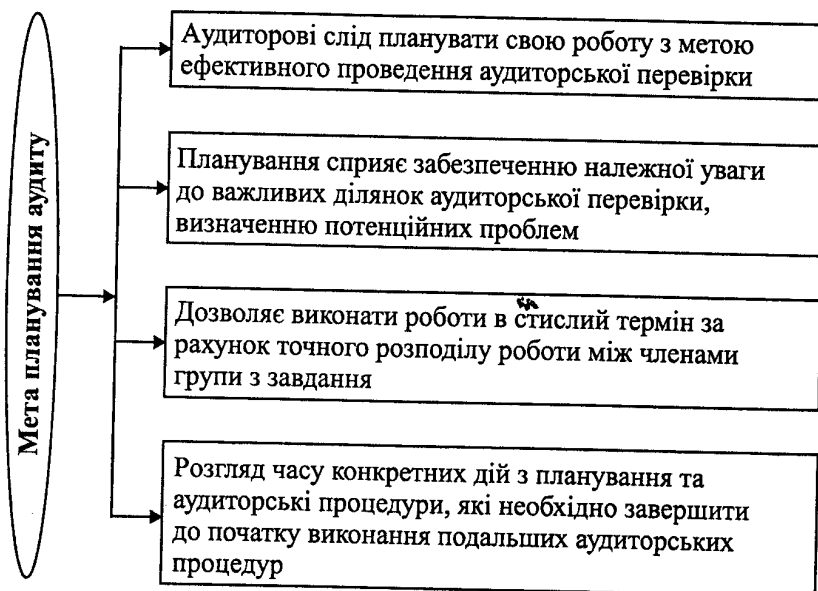 Мета планування аудиту
Аудиторові слід планувати свою роботу з метою
ефективного проведення аудиторської перевірки
Планування сприяє забезпеченню належної уваги
до важливих ділянок аудиторської перевірки,
визначенню потенційних проблем
Дозволяє виконати роботи в стислий термін за
рахунок точного розподілу роботи між членами
групи з завдання
Розгляд часу конкретних дій з планування та
аудиторські процедури, які необхідно завершити
до початку виконання подальших аудиторських
процедур